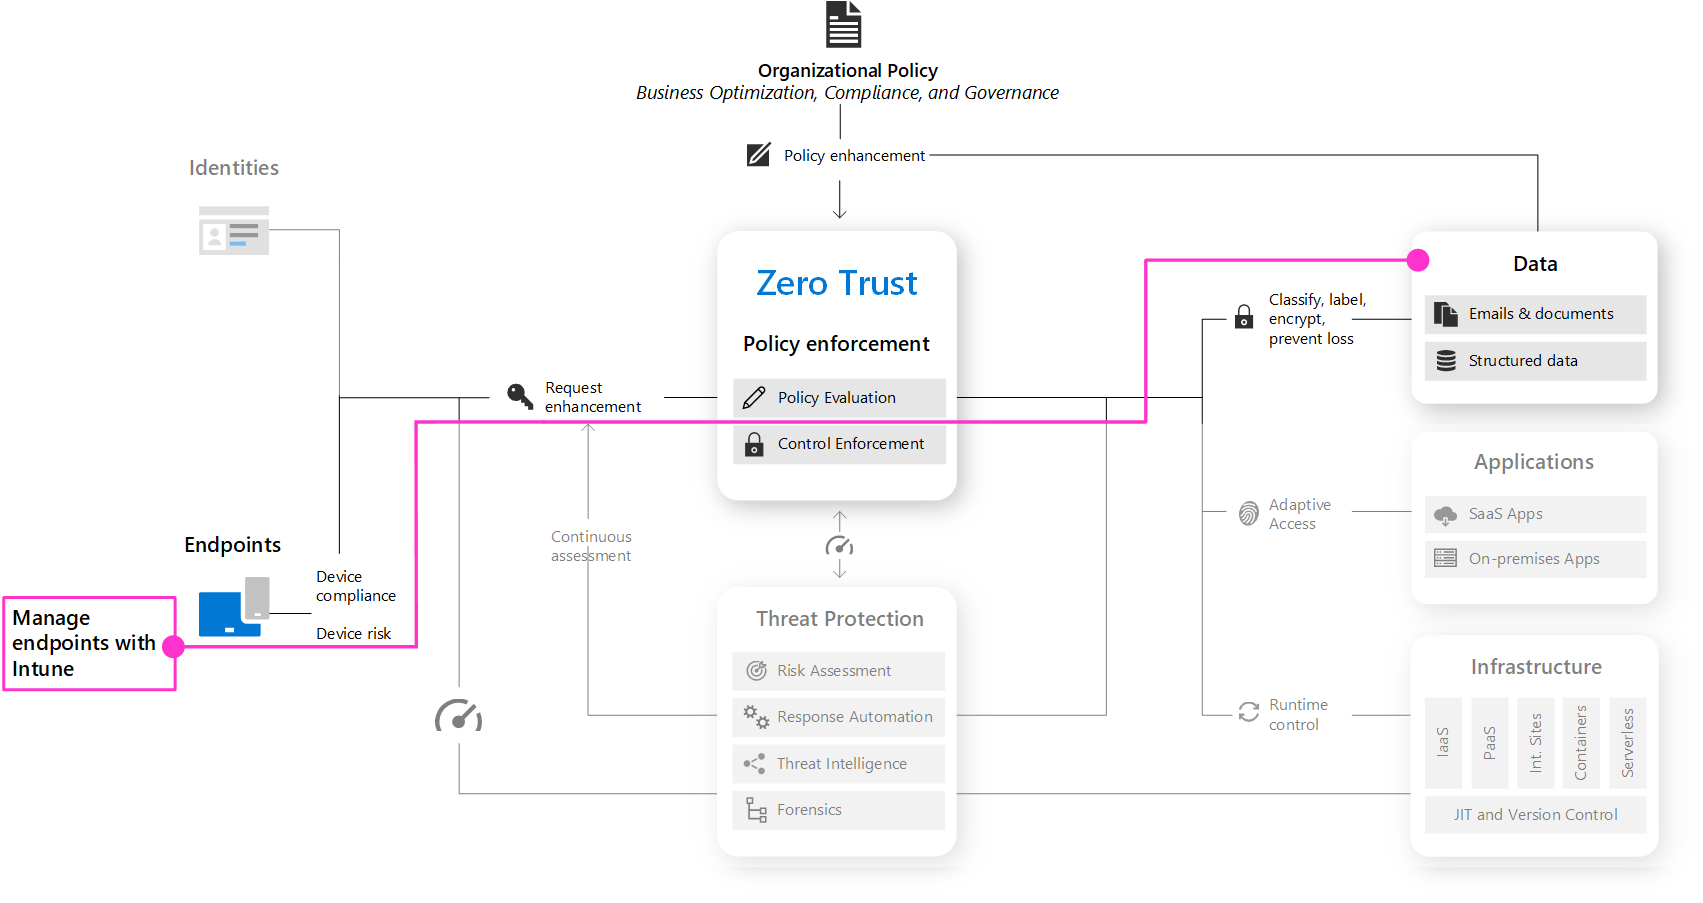 Organizational Policy
Business Optimization, Compliance, and Governance
Policy enhancement
Identities
Zero Trust
Policy enforcement
Policy Evaluation
Control Enforcement
Request
enhancement
Data
Classify, label,
encrypt,
prevent loss
Emails & documents
Structured data
Continuous
assessment
Endpoints
Device
compliance
Device risk
Manage
endpoints with
Intune
Adaptive
Access
Applications
SaaS Apps
On-premises Apps
Threat Protection
Risk Assessment
Response Automation
Threat Intelligence
Forensics
Runtime
control
Infrastructure
IaaS
PaaS
Int. Sites
Containers
Serverless
JIT and Version Control